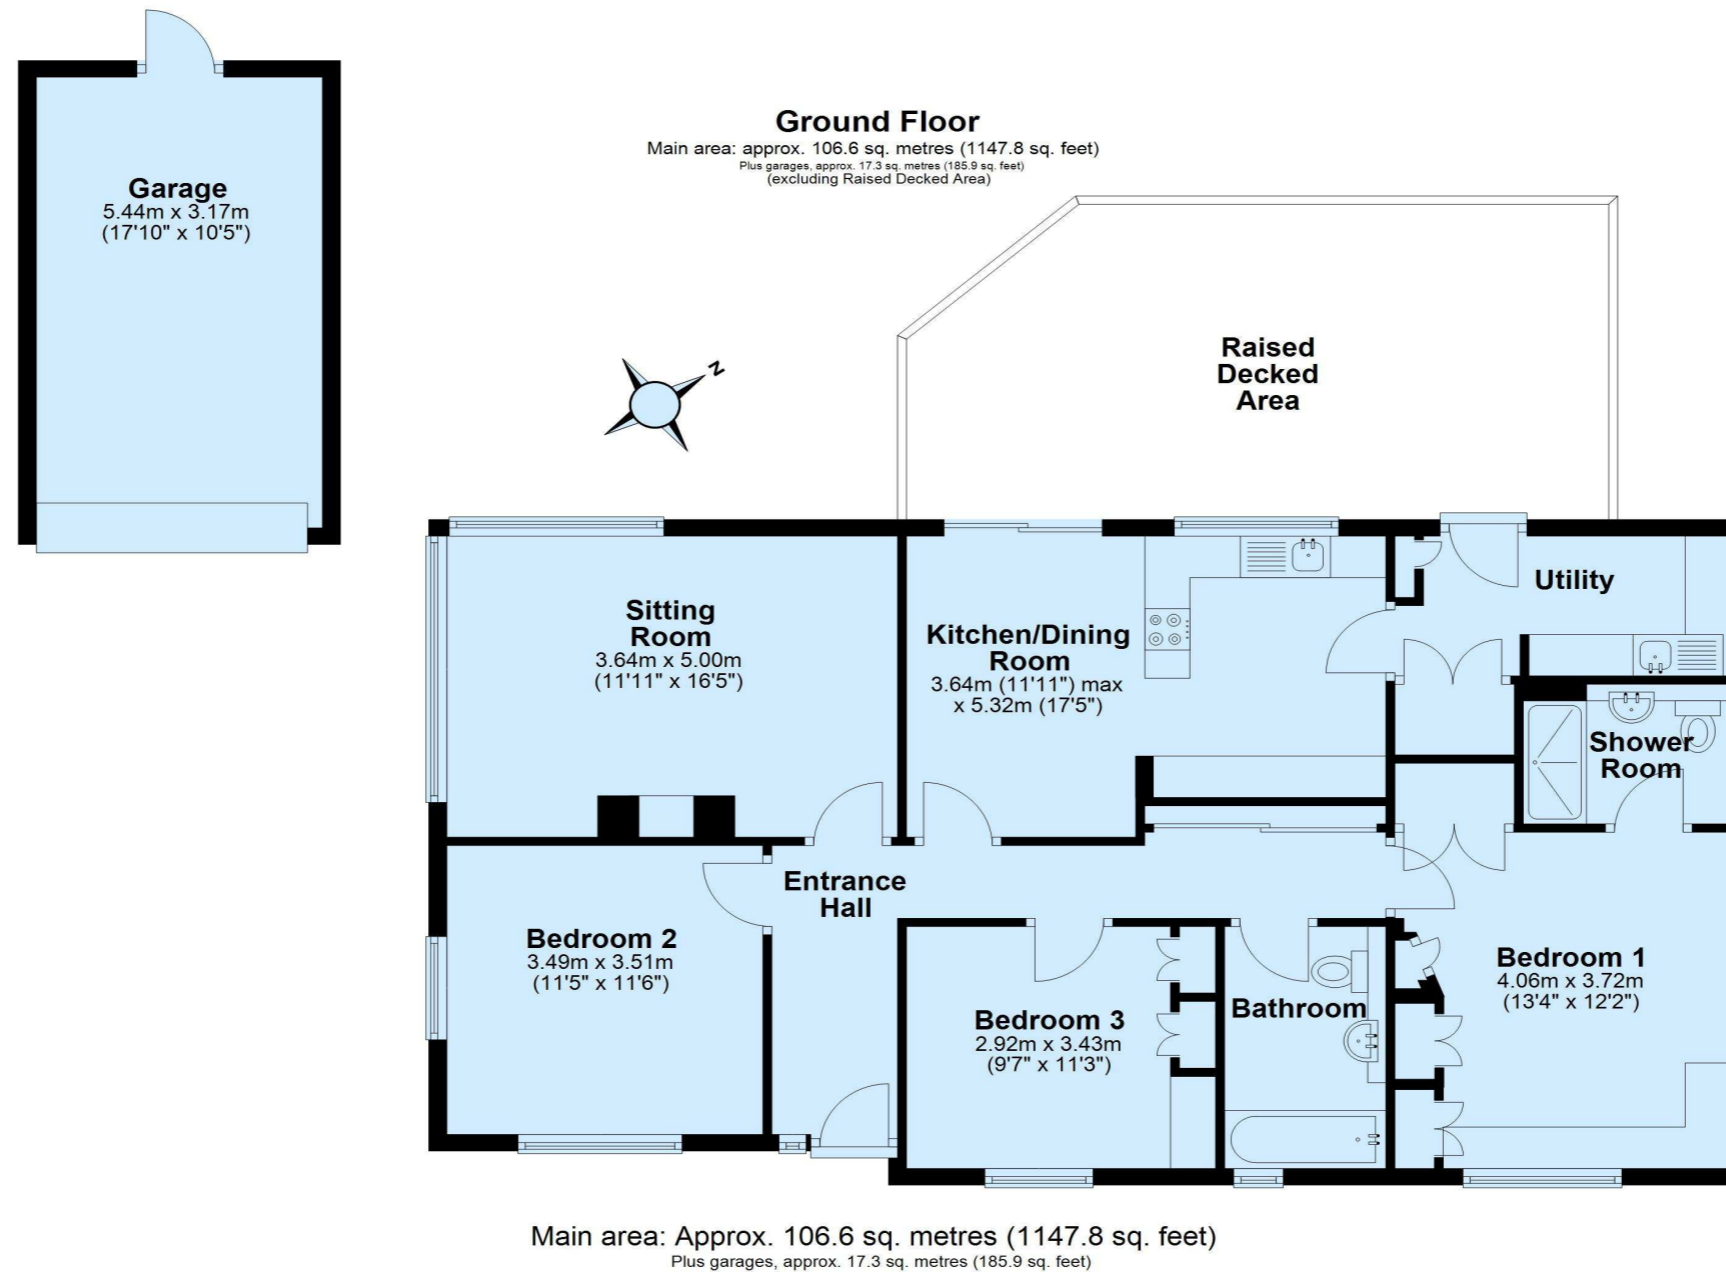 Ground Floor
Main area: approx. 106.6 sq. metres (1147.8 sq. feet)
Plus garages, approx. 17.3 sq. metres (185.9 sq. feet)
(excluding Raised Decked Area)
Garage
5.44m x 3.17m
(17'10" x 10'5")
N
Raised
Decked
Area
Sitting
Room
3.64m x 5.00m
(11'11" x 16'5")
Kitchen/Dining
Room
3.64m (11'11") max
x 5.32m (17'5")
Utility
Shower
Room
Entrance
Hall
Bedroom 2
3.49m x 3.51m
(11'5" x 11'6")
Bedroom 3
2.92m x 3.43m
(9'7" x 11'3")
Bathroom
Bedroom 1
4.06m x 3.72m
(13'4" x 12'2")
Main area: Approx. 106.6 sq. metres (1147.8 sq. feet)
Plus garages, approx. 17.3 sq. metres (185.9 sq. feet)